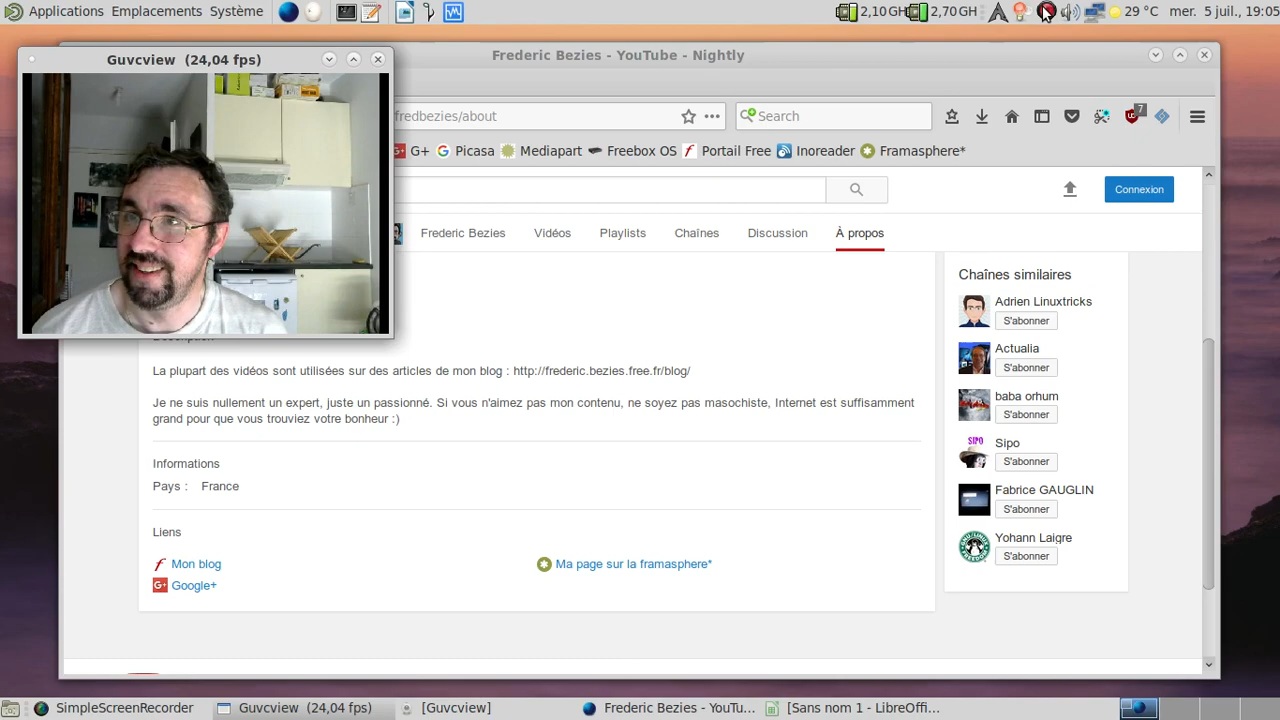 Applications Emplacements Système
2,10 GH 2,70 GH 29 °C mer. 5 juil., 19:05
Guvcview (24,04 fps)
Frederic Bezies - YouTube - Nightly
fredbezies/about
Search
7
G+ Picasa Mediapart Freebox OS Portail Free Inoreader Framasphere*
Connexion
Frederic Bezies Vidéos Playlists Chaînes Discussion À propos
Chaînes similaires
Adrien Linuxtricks
S'abonner
Actualia
S'abonner
baba orhum
S'abonner
Sipo
S'abonner
Fabrice GAUGLIN
S'abonner
Yohann Laigre
S'abonner
Description
La plupart des vidéos sont utilisées sur des articles de mon blog : http://frederic.bezies.free.fr/blog/
Je ne suis nullement un expert, juste un passionné. Si vous n'aimez pas mon contenu, ne soyez pas masochiste, Internet est suffisamment
grand pour que vous trouviez votre bonheur :)
Informations
Pays : France
Liens
Mon blog Ma page sur la framasphere*
Google+
SimpleScreenRecorder Guvcview (24,04 fps) [Guvcview] Frederic Bezies - YouTu... [Sans nom 1 - LibreOffi...